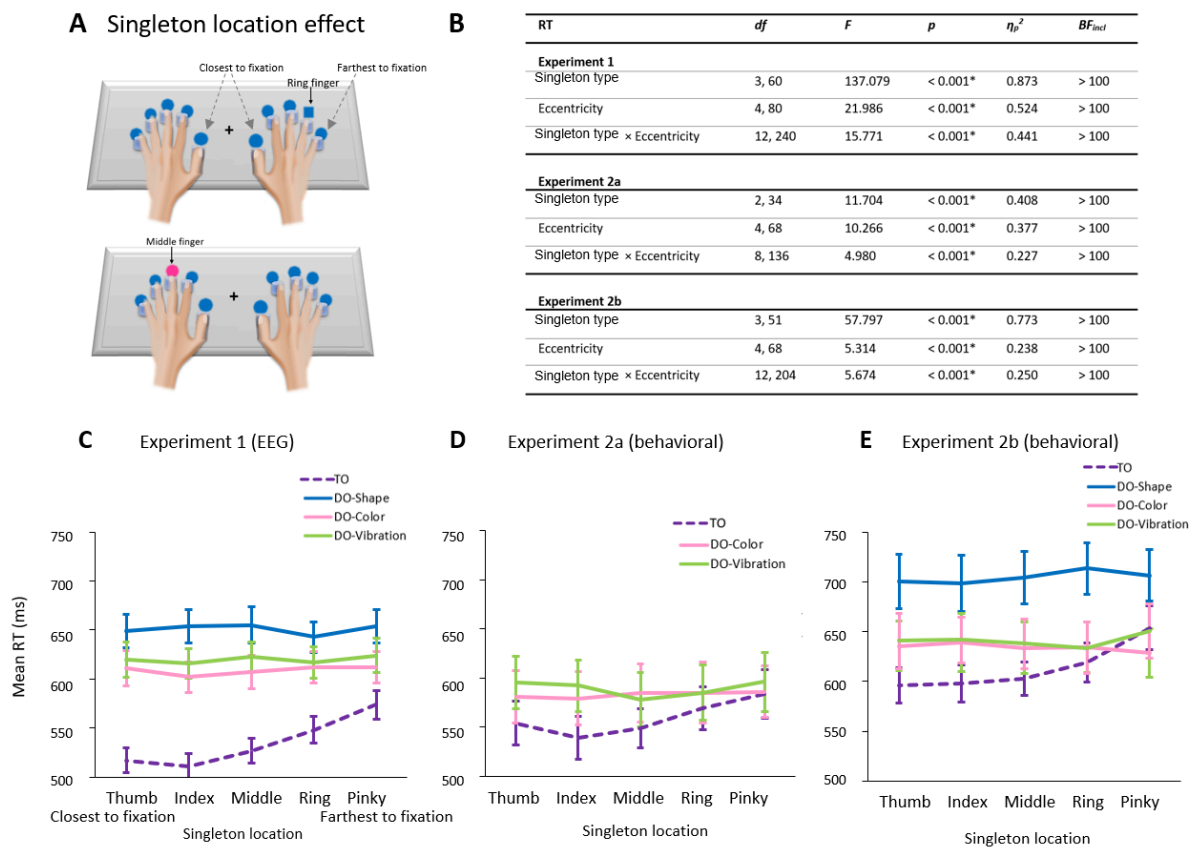 A Singleton location effect
Closest to fixation
Farthest to fixation
Ring finger
+
Middle finger
+
B
RT df F p ηp² BFincl
Experiment 1
Singleton type 3, 60 137.079 < 0.001* 0.873 > 100
Eccentricity 4, 80 21.986 < 0.001* 0.524 > 100
Singleton type × Eccentricity 12, 240 15.771 < 0.001* 0.441 > 100
Experiment 2a
Singleton type 2, 34 11.704 < 0.001* 0.408 > 100
Eccentricity 4, 68 10.266 < 0.001* 0.377 > 100
Singleton type × Eccentricity 8, 136 4.980 < 0.001* 0.227 > 100
Experiment 2b
Singleton type 3, 51 57.797 < 0.001* 0.773 > 100
Eccentricity 4, 68 5.314 < 0.001* 0.238 > 100
Singleton type × Eccentricity 12, 204 5.674 < 0.001* 0.250 > 100
C Experiment 1 (EEG)
TO
DO-Shape
DO-Color
DO-Vibration
Mean RT (ms)
750
700
650
600
550
500
Thumb Index Middle Ring Pinky
Closest to fixation Farthest to fixation
Singleton location
D Experiment 2a (behavioral)
TO
DO-Color
DO-Vibration
750
700
650
600
550
500
Thumb Index Middle Ring Pinky
Singleton location
E Experiment 2b (behavioral)
TO
DO-Shape
DO-Color
DO-Vibration
750
700
650
600
550
500
Thumb Index Middle Ring Pinky
Singleton location